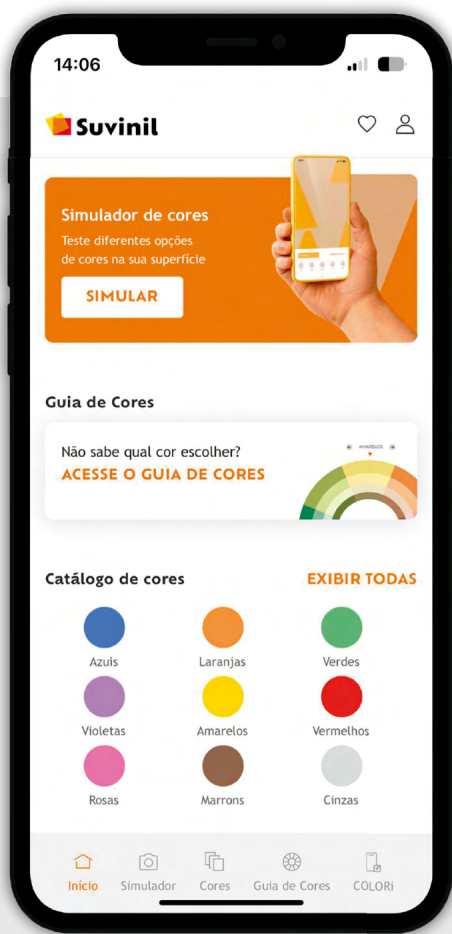 14:06
Suvinil
Simulador de cores
Teste diferentes opções
de cores na sua superfície
SIMULAR
Guia de Cores
Não sabe qual cor escolher?
ACESSE O GUIA DE CORES
AMARELOS
Catálogo de cores EXIBIR TODAS
Azuis Laranjas Verdes
Violetas Amarelos Vermelhos
Rosas Marrons Cinzas
Início Simulador Cores Guia de Cores COLORi